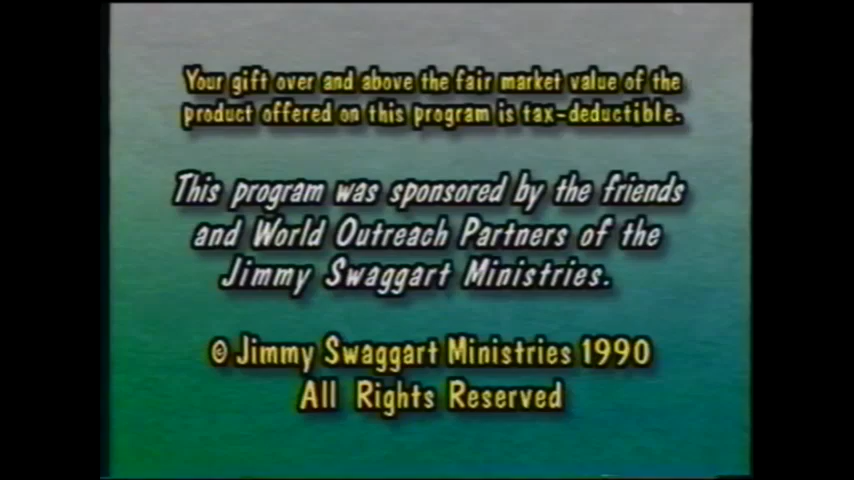 Your gift over and above the fair market value of the
product offered on this program is tax-deductible.
This program was sponsored by the friends
and World Outreach Partners of the
Jimmy Swaggart Ministries.
© Jimmy Swaggart Ministries 1990
All Rights Reserved